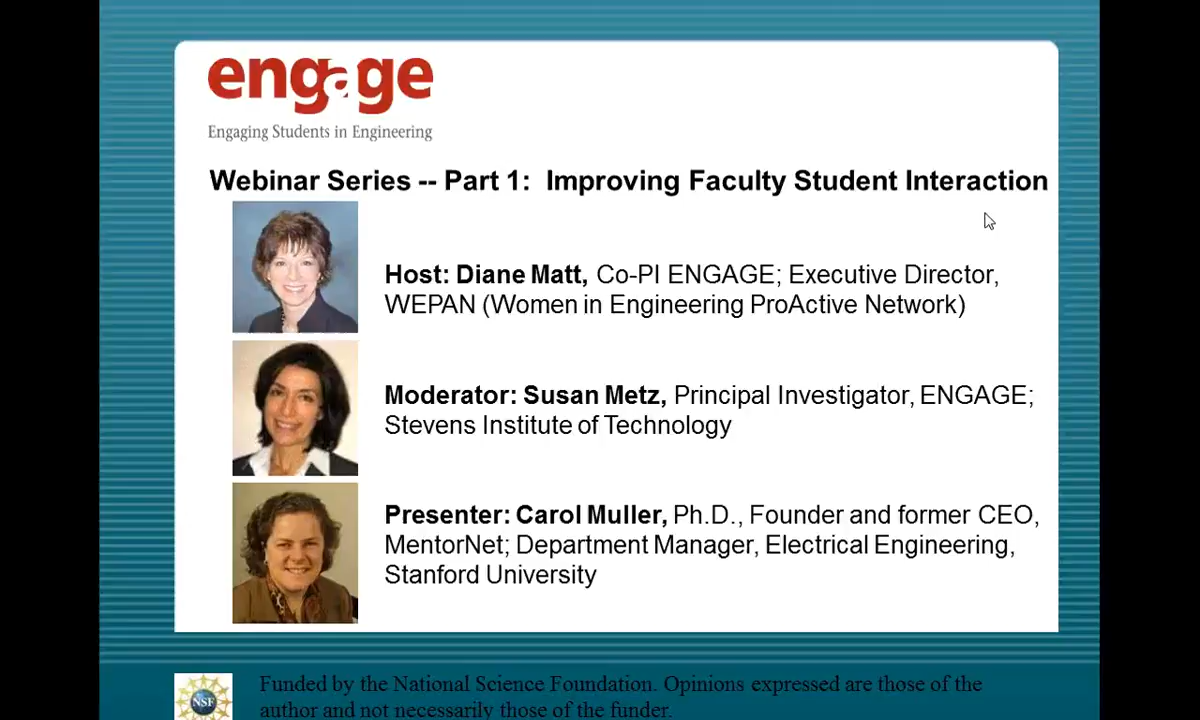 engage
Engaging Students in Engineering
Webinar Series -- Part 1: Improving Faculty Student Interaction
Host: Diane Matt, Co-PI ENGAGE; Executive Director,
WEPAN (Women in Engineering ProActive Network)
Moderator: Susan Metz, Principal Investigator, ENGAGE;
Stevens Institute of Technology
Presenter: Carol Muller, Ph.D., Founder and former CEO,
MentorNet; Department Manager, Electrical Engineering,
Stanford University
NSF
Funded by the National Science Foundation. Opinions expressed are those of the
author and not necessarily those of the funder.